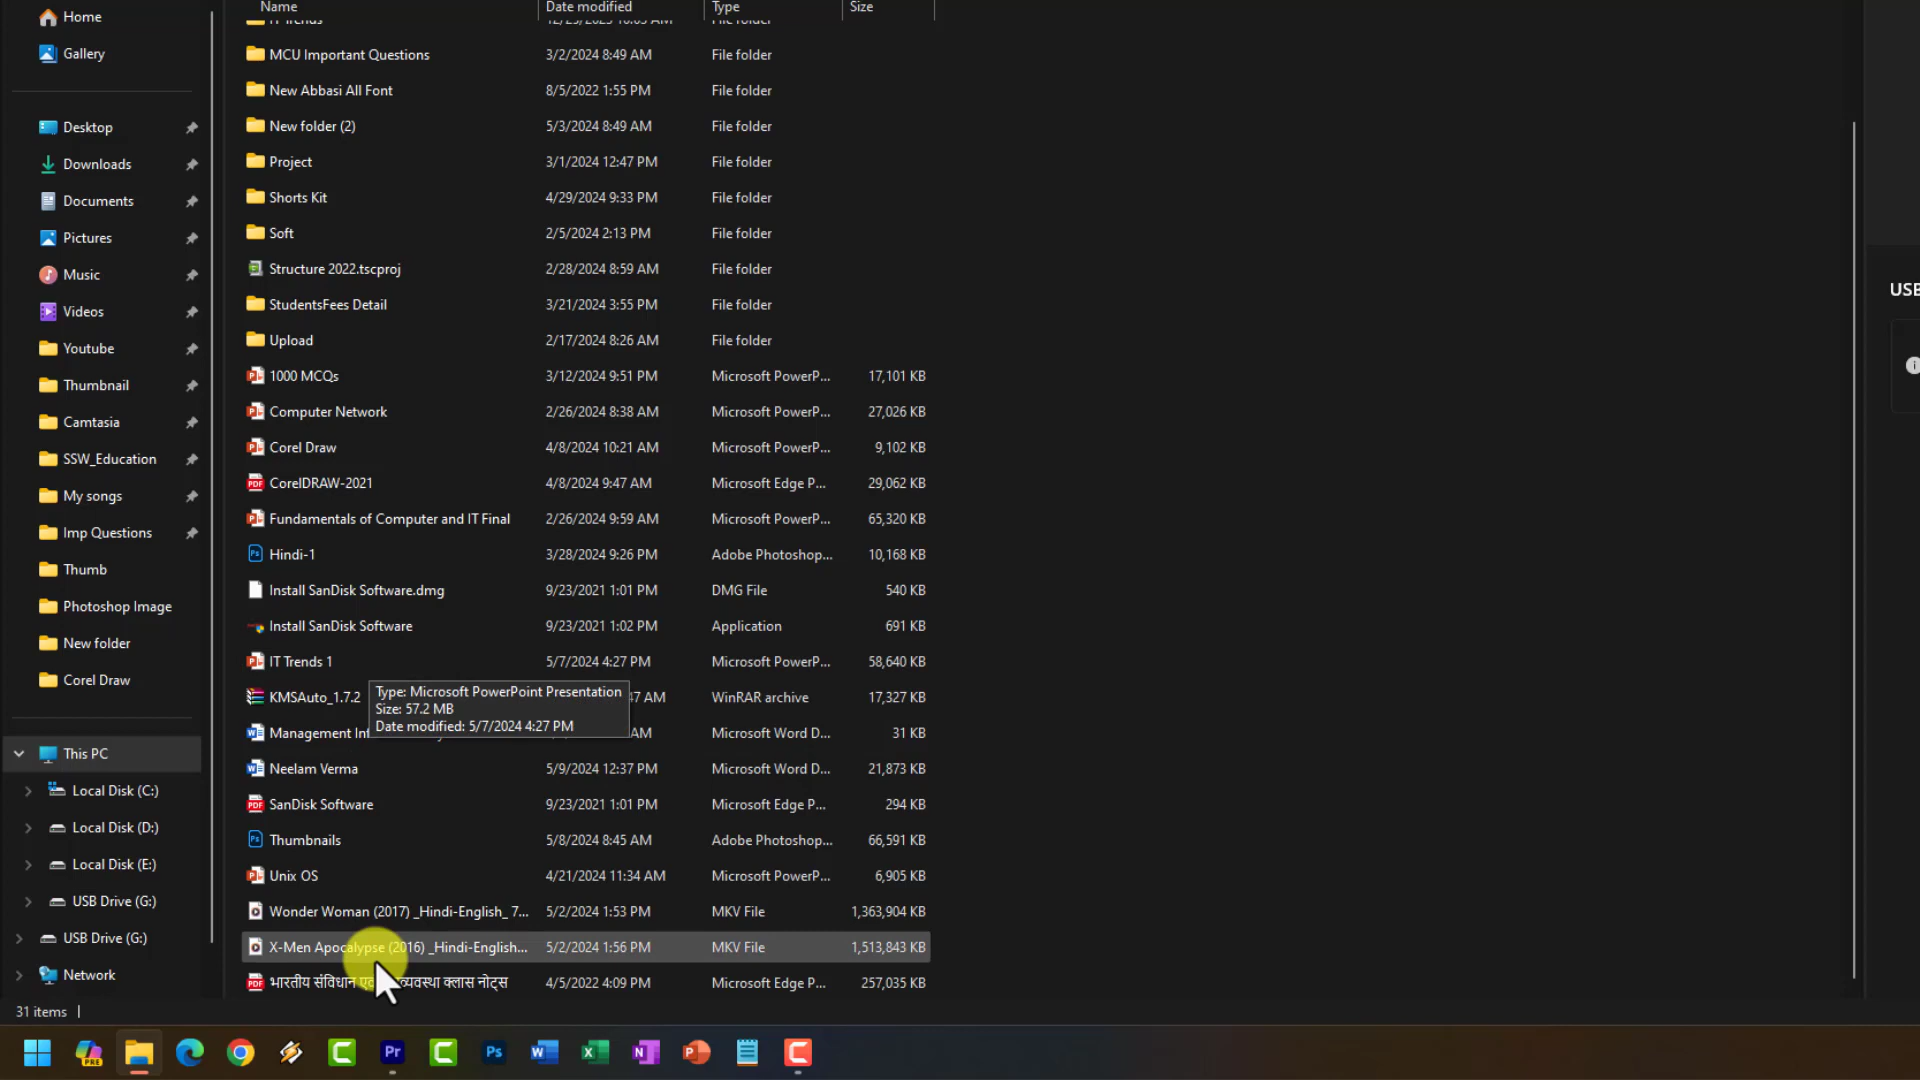 Name Date modified Type Size
Home
Gallery
Desktop
Downloads
Documents
Pictures
Music
Videos
Youtube
Thumbnail
Camtasia
SSW_Education
My songs
Imp Questions
Thumb
Photoshop Image
New folder
Corel Draw
This PC
Local Disk (C:)
Local Disk (D:)
Local Disk (E:)
USB Drive (G:)
USB Drive (G:)
Network
IT Trends 12/25/2023 10:05 AM File folder
MCU Important Questions 3/2/2024 8:49 AM File folder
New Abbasi All Font 8/5/2022 1:55 PM File folder
New folder (2) 5/3/2024 8:49 AM File folder
Project 3/1/2024 12:47 PM File folder
Shorts Kit 4/29/2024 9:33 PM File folder
Soft 2/5/2024 2:13 PM File folder
Structure 2022.tscproj 2/28/2024 8:59 AM File folder
StudentsFees Detail 3/21/2024 3:55 PM File folder
Upload 2/17/2024 8:26 AM File folder
1000 MCQs 3/12/2024 9:51 PM Microsoft PowerP... 17,101 KB
Computer Network 2/26/2024 8:38 AM Microsoft PowerP... 27,026 KB
Corel Draw 4/8/2024 10:21 AM Microsoft PowerP... 9,102 KB
CorelDRAW-2021 4/8/2024 9:47 AM Microsoft Edge P... 29,062 KB
Fundamentals of Computer and IT Final 2/26/2024 9:59 AM Microsoft PowerP... 65,320 KB
Hindi-1 3/28/2024 9:26 PM Adobe Photoshop... 10,168 KB
Install SanDisk Software.dmg 9/23/2021 1:01 PM DMG File 540 KB
Install SanDisk Software 9/23/2021 1:02 PM Application 691 KB
IT Trends 1 5/7/2024 4:27 PM Microsoft PowerP... 58,640 KB
KMSAuto_1.7.2 47 AM WinRAR archive 17,327 KB
Type: Microsoft PowerPoint Presentation
Size: 57.2 MB
Date modified: 5/7/2024 4:27 PM
Management AM Microsoft Word D... 31 KB
Neelam Verma 5/9/2024 12:37 PM Microsoft Word D... 21,873 KB
SanDisk Software 9/23/2021 1:01 PM Microsoft Edge P... 294 KB
Thumbnails 5/8/2024 8:45 AM Adobe Photoshop... 66,591 KB
Unix OS 4/21/2024 11:34 AM Microsoft PowerP... 6,905 KB
Wonder Woman (2017) _Hindi-English_ 7... 5/2/2024 1:53 PM MKV File 1,363,904 KB
X-Men Apocalypse (2016) _Hindi-English... 5/2/2024 1:56 PM MKV File 1,513,843 KB
भारतीय संविधान व्यवस्था क्लास नोट्स 4/5/2022 4:09 PM Microsoft Edge P... 257,035 KB
31 items
USB
PRE
Pr
Ps